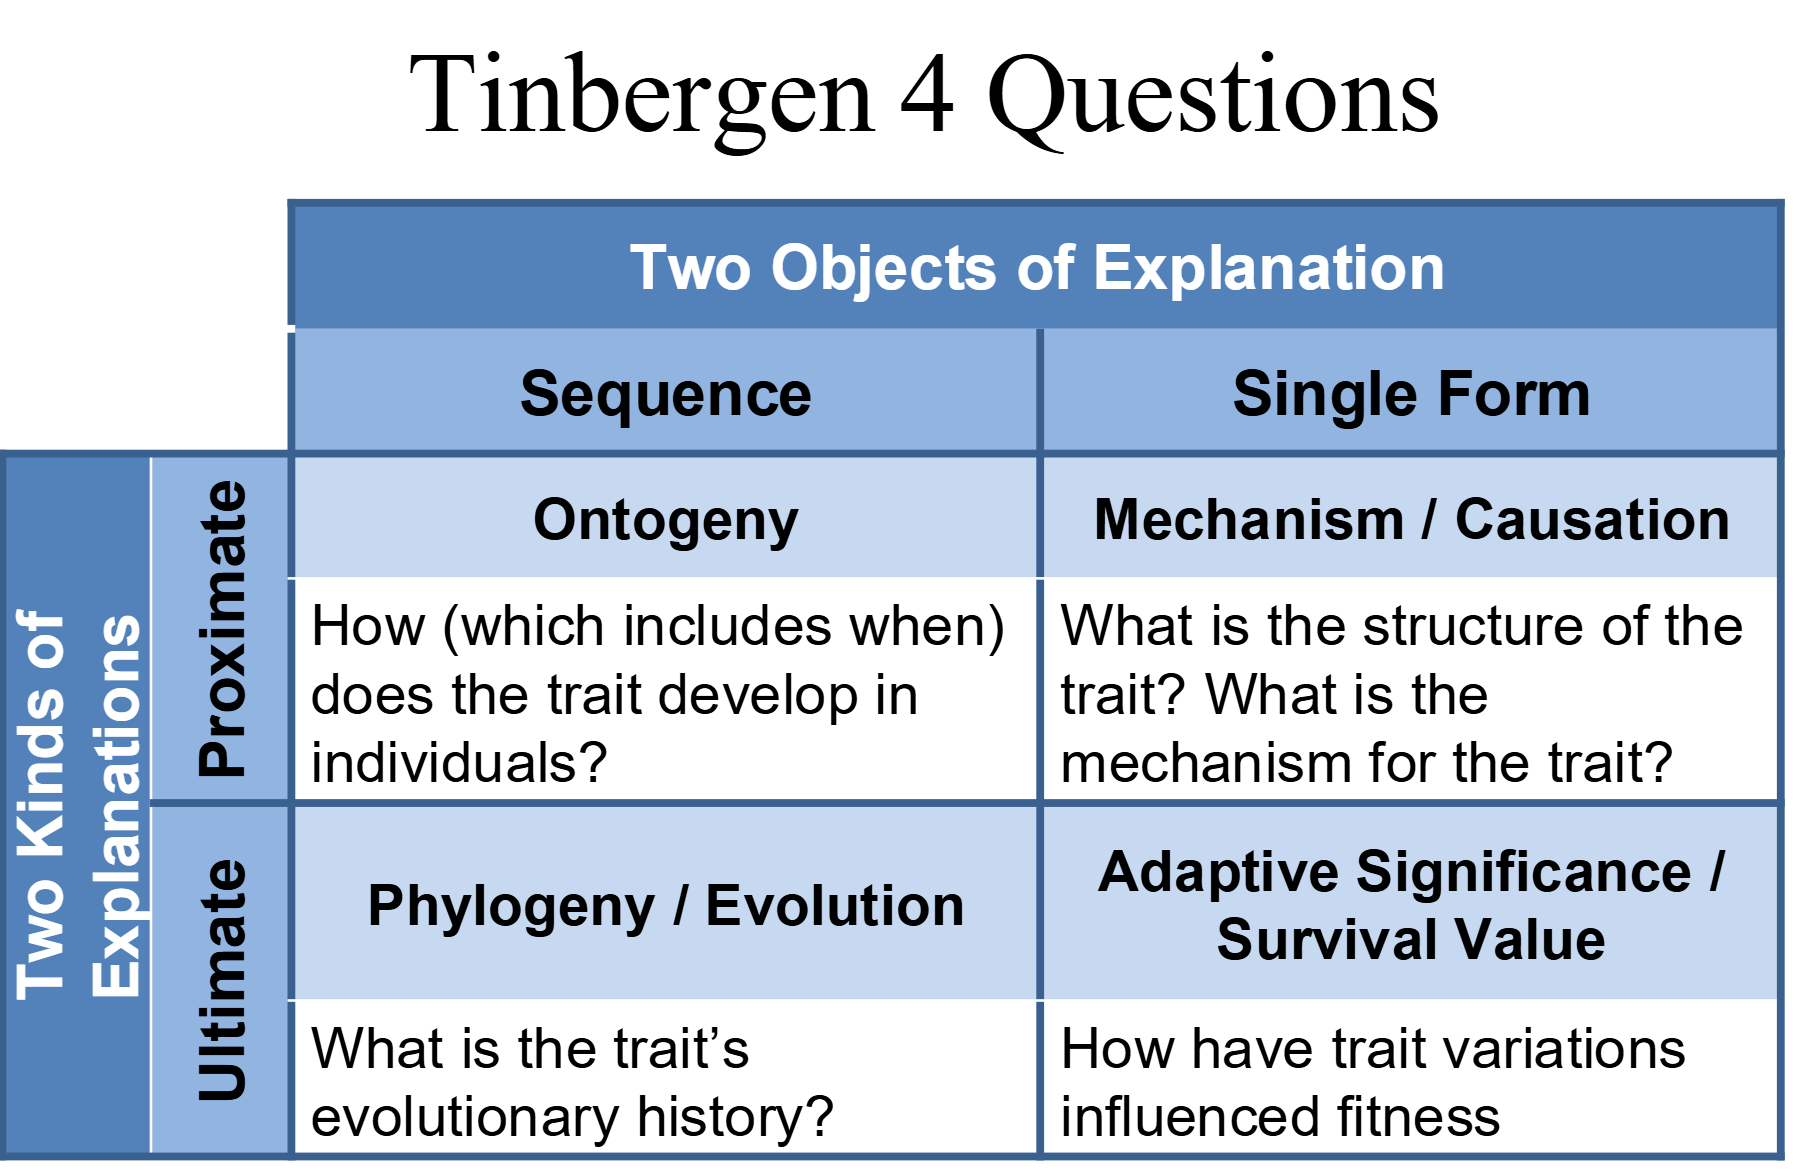 Tinbergen 4 Questions
Two Objects of Explanation
Sequence
Single Form
Two Kinds of
Explanations
Proximate
Ontogeny
Mechanism / Causation
How (which includes when)
does the trait develop in
individuals?
What is the structure of the
trait? What is the
mechanism for the trait?
Ultimate
Phylogeny / Evolution
Adaptive Significance /
Survival Value
What is the trait’s
evolutionary history?
How have trait variations
influenced fitness